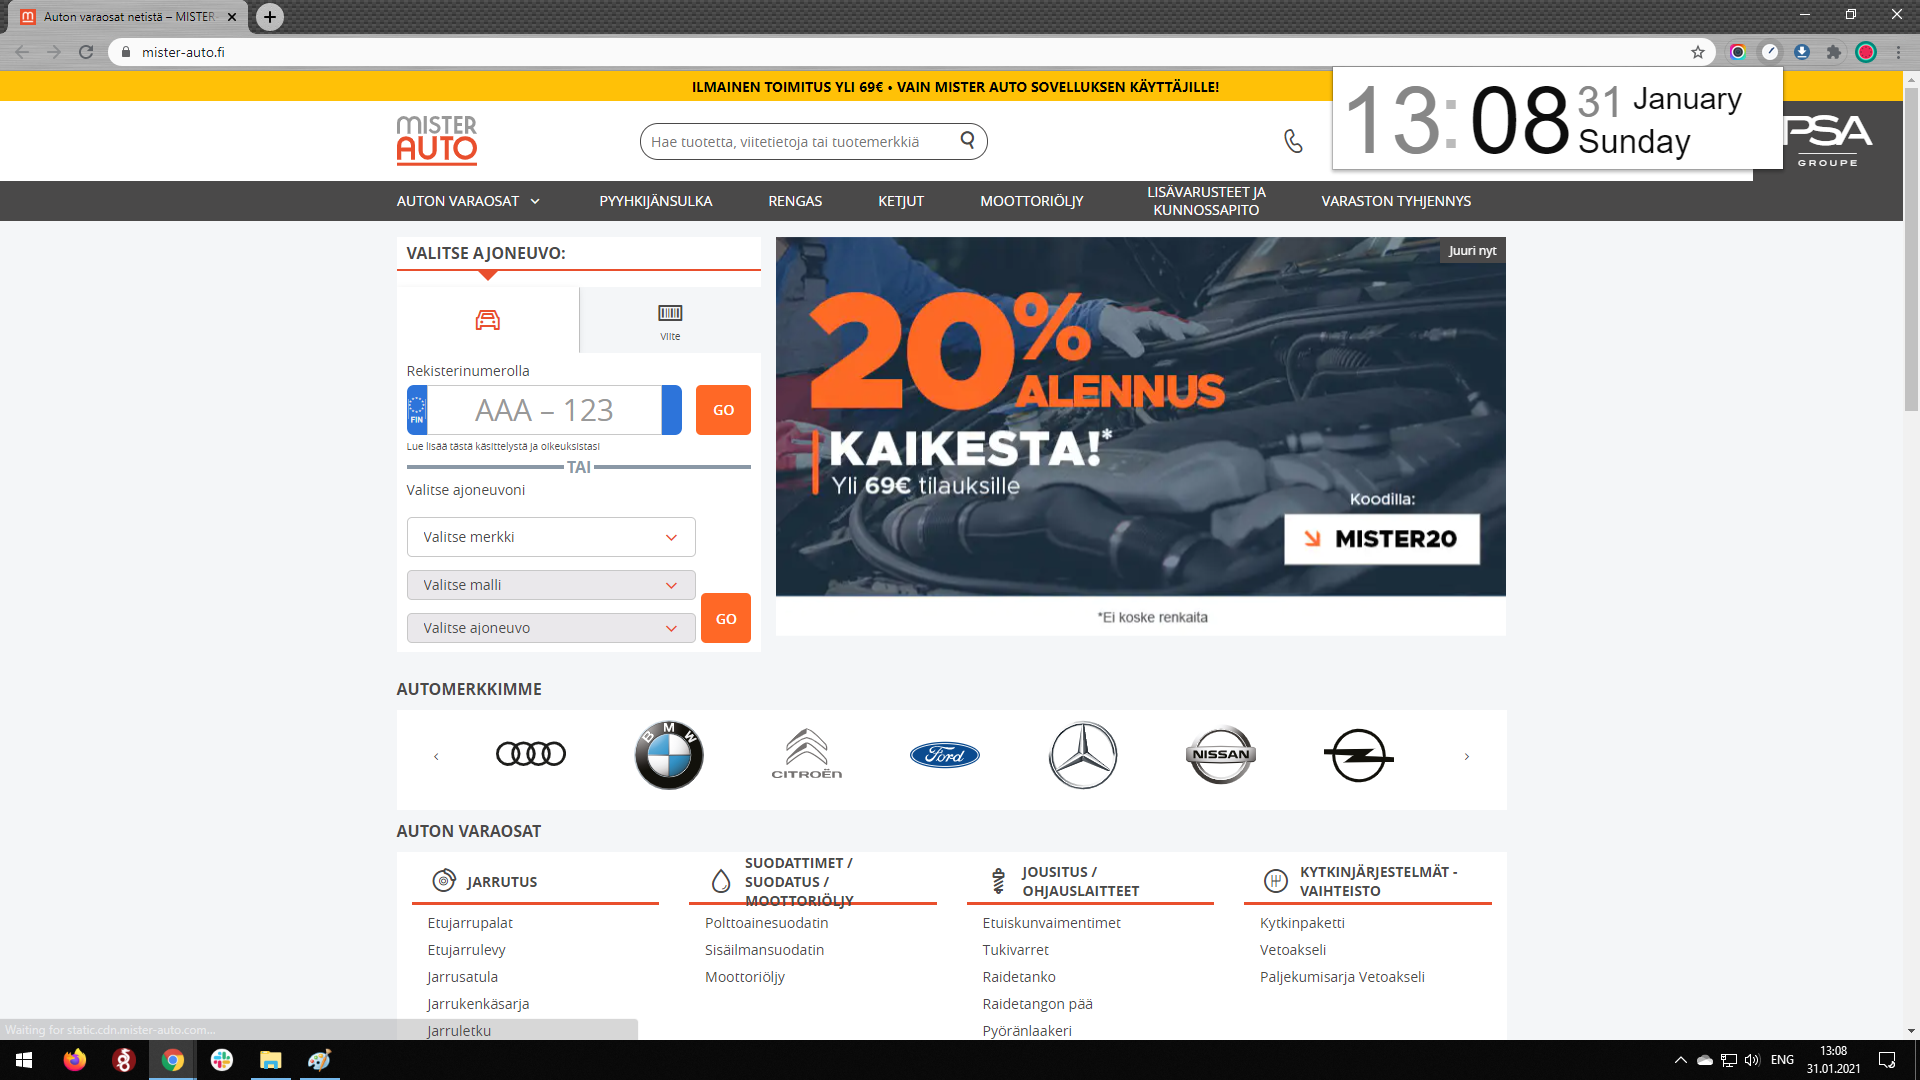 Auton varaosat netistä – MISTER
mister-auto.fi
ILMAINEN TOIMITUS YLI 69€ • VAIN MISTER AUTO SOVELLUKSEN KÄYTTÄJILLE!
13:08 31 January
Sunday
MISTER
AUTO
Hae tuotetta, viitetietoja tai tuotemerkkiä
PSA
GROUPE
AUTON VARAOSAT
PYYHKIJÄNSULKA
RENGAS
KETJUT
MOOTTORIÖLJY
LISÄVARUSTEET JA
KUNNOSSAPITO
VARASTON TYHJENNYS
VALITSE AJONEUVO:
Viite
Rekisterinumerolla
FIN
AAA – 123
GO
Lue lisää tästä käsittelystä ja oikeuksistasi
TAI
Valitse ajoneuvoni
Valitse merkki
Valitse malli
Valitse ajoneuvo
GO
Juuri nyt
20%
ALENNUS
KAIKESTA!*
Yli 69€ tilauksille
Koodilla:
MISTER20
*Ei koske renkaita
AUTOMERKKIMME
BMW
CITROËN
Ford
NISSAN
AUTON VARAOSAT
JARRUTUS
Etujarrupalat
Etujarrulevy
Jarrusatula
Jarrukenkäsarja
Jarruletku
SUODATTIMET /
SUODATUS /
MOOTTORIÖLJY
Polttoainesuodatin
Sisäilmansuodatin
Moottoriöljy
JOUSITUS /
OHJAUSLAITTEET
Etuiskunvaimentimet
Tukivarret
Raidetanko
Raidetangon pää
Pyöränlaakeri
KYTKINJÄRJESTELMÄT -
VAIHTEISTO
Kytkinpaketti
Vetoakseli
Paljekumisarja Vetoakseli
Waiting for static.cdn.mister-auto.com...
ENG
13:08
31.01.2021